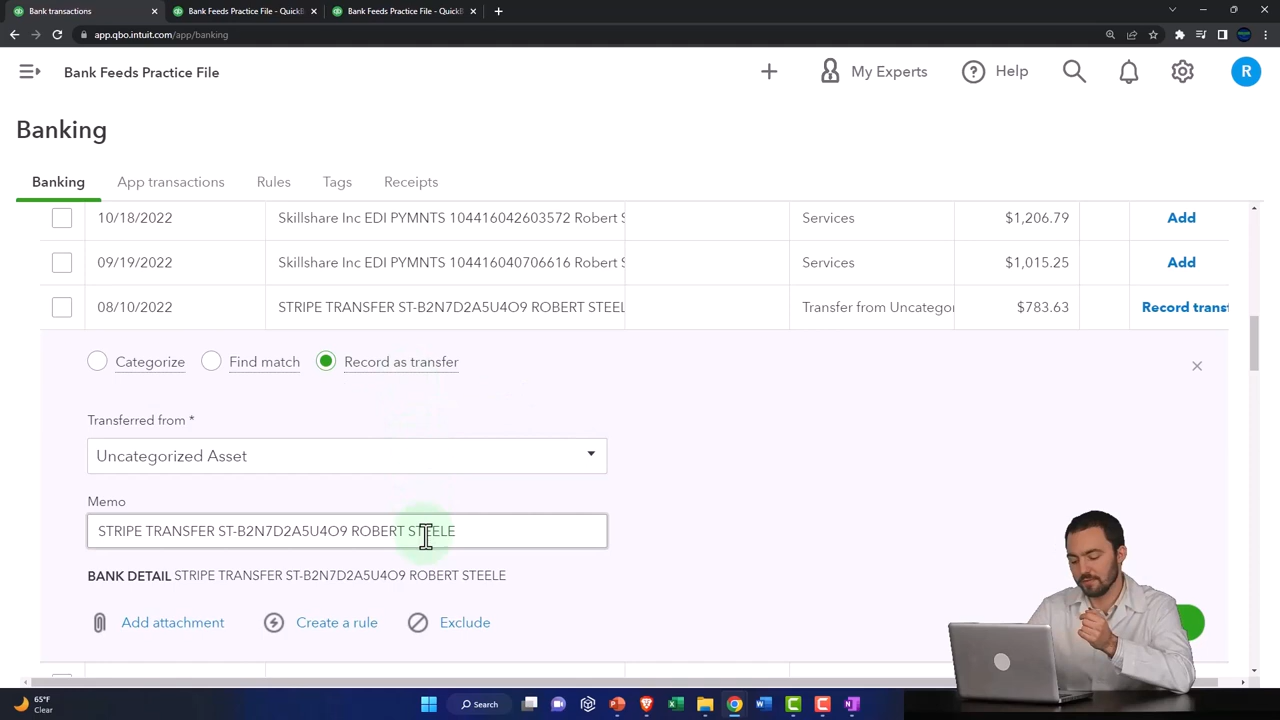 Bank transactions
Bank Feeds Practice File - QuickB
Bank Feeds Practice File - QuickB
app.qbo.intuit.com/app/banking
Bank Feeds Practice File
My Experts
Help
R
Banking
Banking
App transactions
Rules
Tags
Receipts
10/18/2022 Skillshare Inc EDI PYMNTS 104416042603572 Robert S Services $1,206.79 Add
09/19/2022 Skillshare Inc EDI PYMNTS 104416040706616 Robert S Services $1,015.25 Add
08/10/2022 STRIPE TRANSFER ST-B2N7D2A5U4O9 ROBERT STEEL Transfer from Uncategor $783.63 Record transf
Categorize
Find match
Record as transfer
Transferred from *
Uncategorized Asset
Memo
STRIPE TRANSFER ST-B2N7D2A5U4O9 ROBERT STEELE
BANK DETAIL STRIPE TRANSFER ST-B2N7D2A5U4O9 ROBERT STEELE
Add attachment
Create a rule
Exclude
65°F
Clear
Search